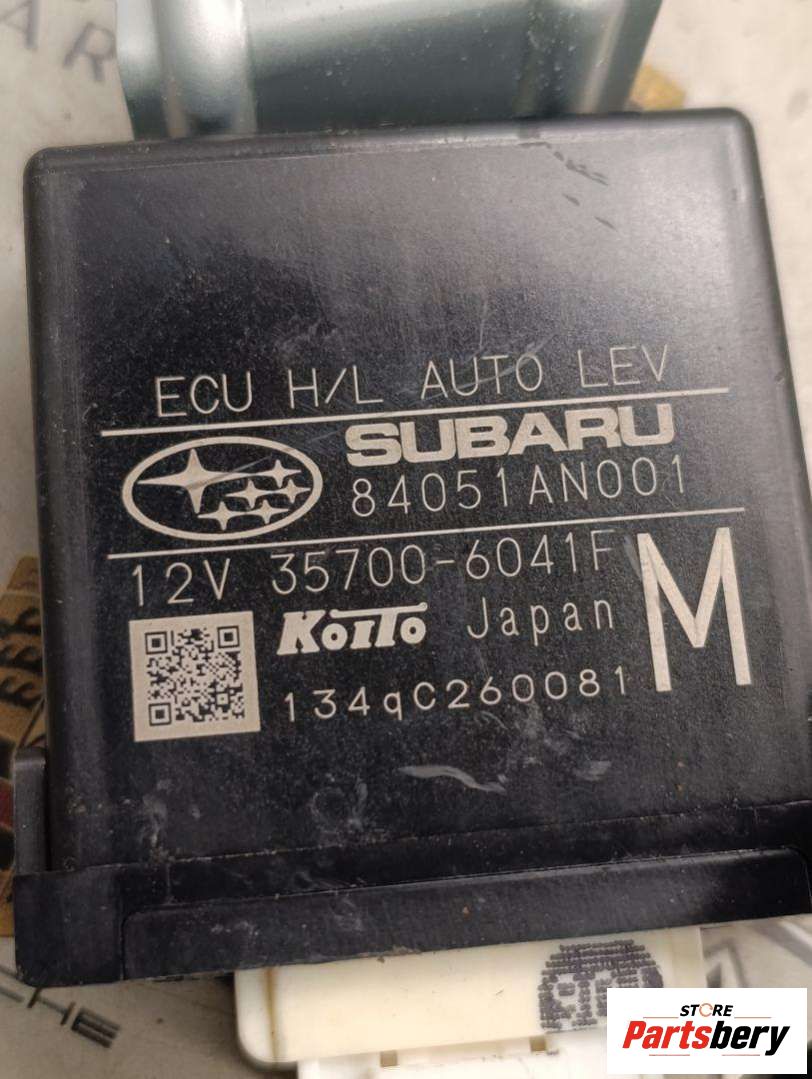 ECU H/L AUTO LEV
SUBARU
84051AN001
12V 35700-6041F
M
KoITo Japan
134qC260081
STORE
Partsbery